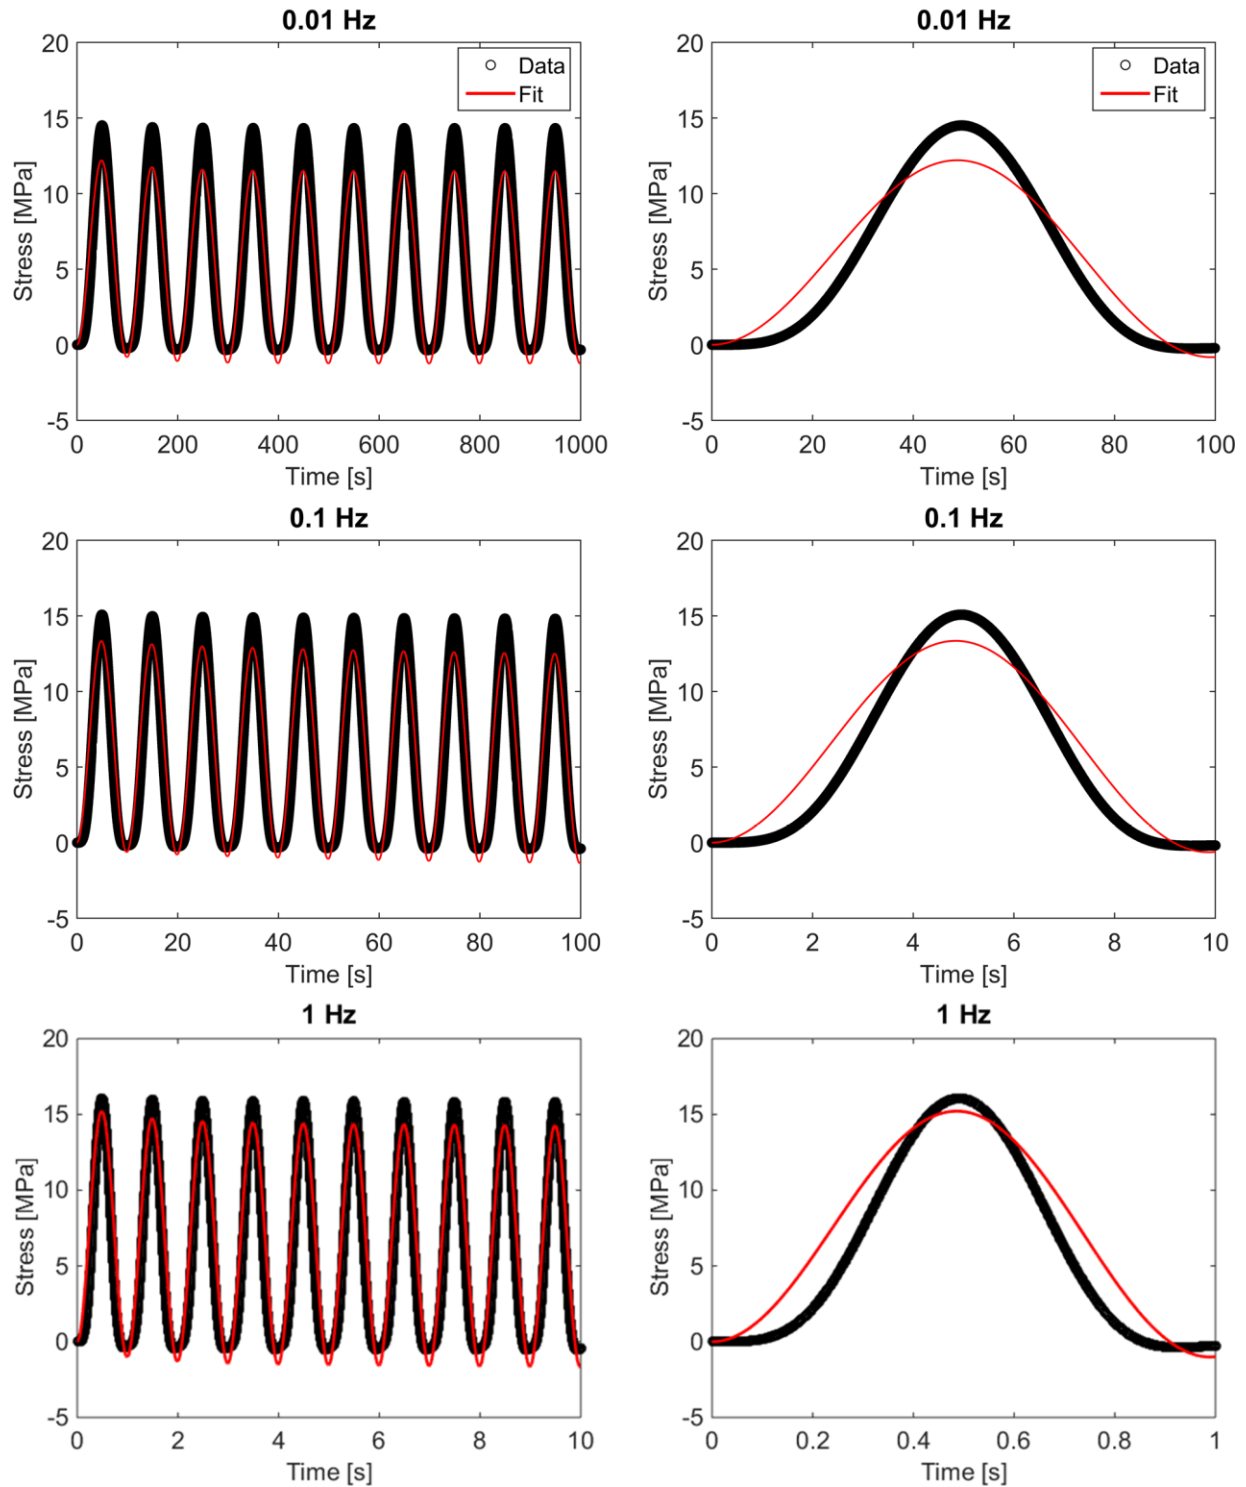 0.01 Hz
20
15
10
5
0
-5
Stress [MPa]
Data
Fit
0 200 400 600 800 1000
Time [s]
0.01 Hz
20
15
10
5
0
-5
Stress [MPa]
Data
Fit
0 20 40 60 80 100
Time [s]
0.1 Hz
20
15
10
5
0
-5
Stress [MPa]
0 20 40 60 80 100
Time [s]
0.1 Hz
20
15
10
5
0
-5
Stress [MPa]
0 2 4 6 8 10
Time [s]
1 Hz
20
15
10
5
0
-5
Stress [MPa]
0 2 4 6 8 10
Time [s]
1 Hz
20
15
10
5
0
-5
Stress [MPa]
0 0.2 0.4 0.6 0.8 1
Time [s]